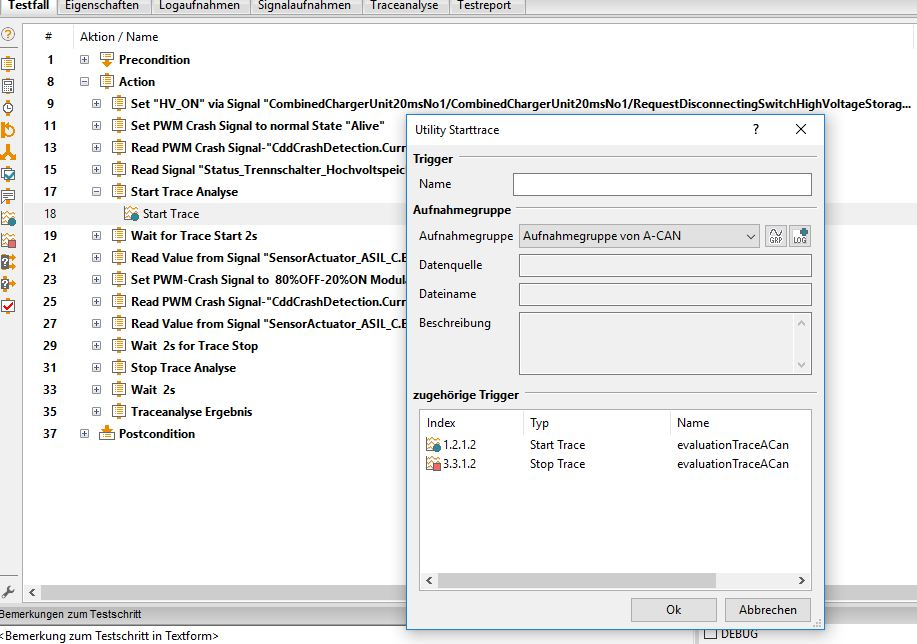 Testfall Eigenschaften Logaufnahmen Signalaufnahmen Traceanalyse Testreport
# Aktion / Name
1 Precondition
8 Action
9 Set "HV_ON" via Signal "CombinedChargerUnit20msNo1/CombinedChargerUnit20msNo1/RequestDisconnectingSwitchHighVoltageStorag...
11 Set PWM Crash Signal to normal State "Alive"
13 Read PWM Crash Signal-"CddCrashDetection.Curr
15 Read Signal "Status_Trennschalter_Hochvoltspeic
17 Start Trace Analyse
18 Start Trace
19 Wait for Trace Start 2s
21 Read Value from Signal "SensorActuator_ASIL_C.E
23 Set PWM-Crash Signal to 80%OFF-20%ON Modula
25 Read PWM Crash Signal-"CddCrashDetection.Curr
27 Read Value from Signal "SensorActuator_ASIL_C.E
29 Wait 2s for Trace Stop
31 Stop Trace Analyse
33 Wait 2s
35 Traceanalyse Ergebnis
37 Postcondition
Utility Starttrace ?
Trigger
Name
Aufnahmegruppe
Aufnahmegruppe Aufnahmegruppe von A-CAN GRP LOG
Datenquelle
Dateiname
Beschreibung
zugehörige Trigger
Index Typ Name
1.2.1.2 Start Trace evaluationTraceACan
3.3.1.2 Stop Trace evaluationTraceACan
Ok Abbrechen
Bemerkungen zum Testschritt
<Bemerkung zum Testschritt in Textform>
DEBUG